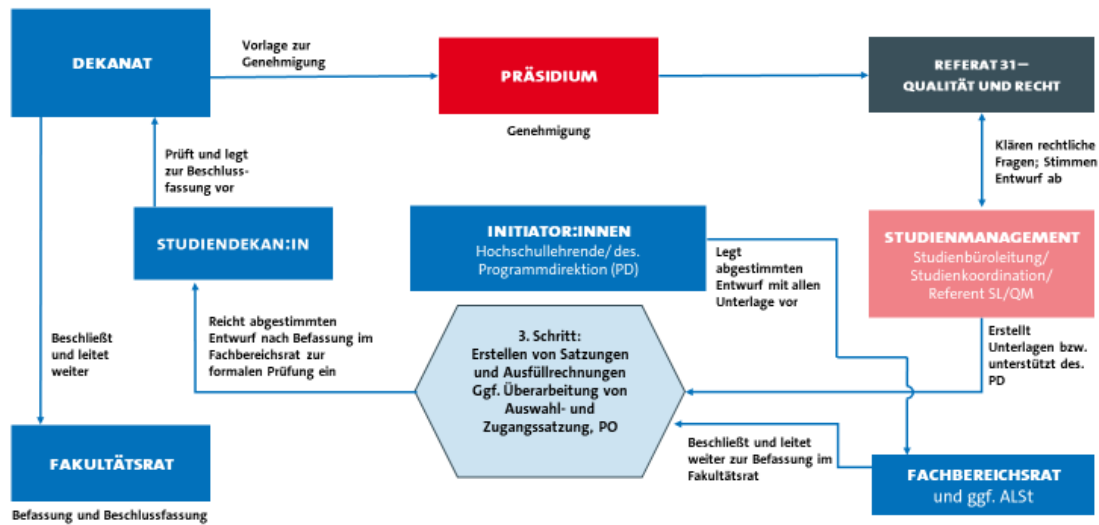 DEKANAT
Vorlage zur
Genehmigung
PRÄSIDIUM
Genehmigung
REFERAT 31–
QUALITÄT UND RECHT
Klären rechtliche
Fragen; Stimmen
Entwurf ab
Prüft und legt
zur Beschluss-
fassung vor
STUDIENDEKAN:IN
INITIATOR:INNEN
Hochschullehrende/ des.
Programmdirektion (PD)
Legt
abgestimmten
Entwurf mit allen
Unterlage vor
STUDIENMANAGEMENT
Studienbüroleitung/
Studienkoordination/
Referent SL/QM
Erstellt
Unterlagen bzw.
unterstützt des.
PD
Beschließt
und leitet
weiter
Reicht abgestimmten
Entwurf nach Befassung im
Fachbereichsrat zur
formalen Prüfung ein
3. Schritt:
Erstellen von Satzungen
und Ausfüllrechnungen
Ggf. Überarbeitung von
Auswahl- und
Zugangssatzung, PO
Beschließt und leitet
weiter zur Befassung im
Fakultätsrat
FAKULTÄTSRAT
Befassung und Beschlussfassung
FACHBEREICHSRAT
und ggf. ALSt